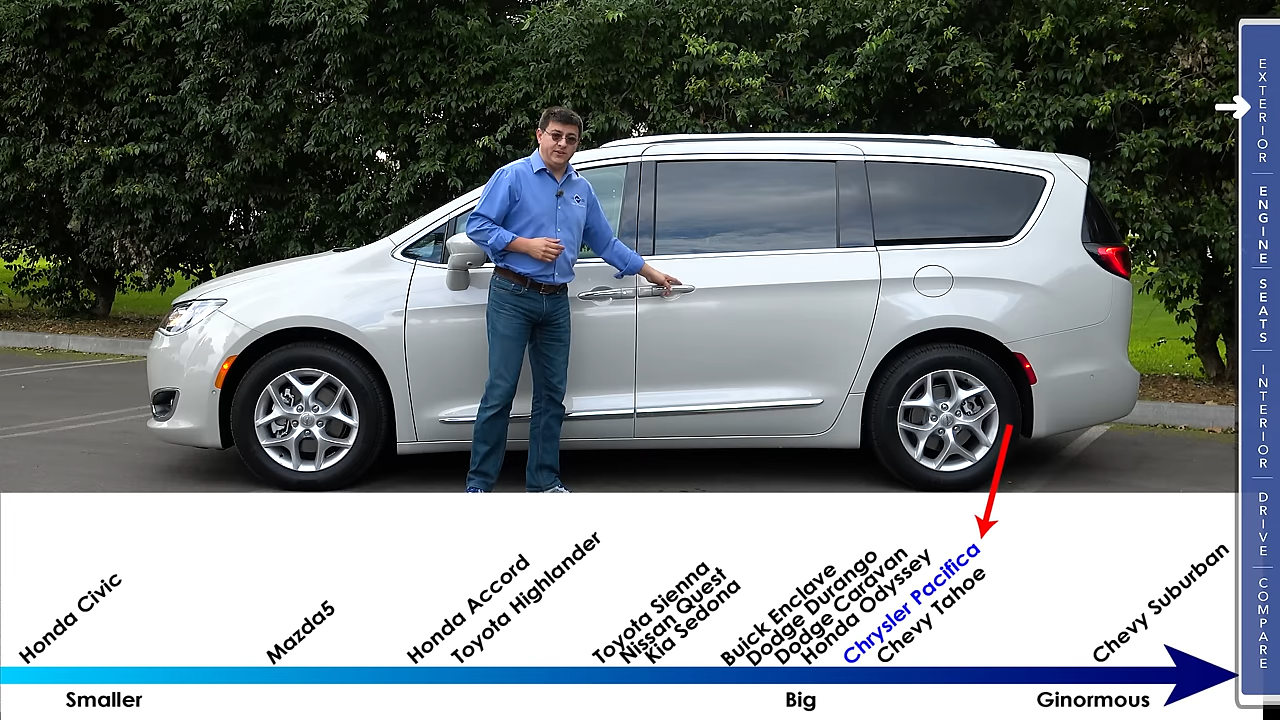 EXTERIOR
ENGINE
SEATS
INTERIOR
DRIVE
COMPARE
Honda Civic
Mazda5
Honda Accord
Toyota Highlander
Toyota Sienna
Nissan Quest
Kia Sedona
Buick Enclave
Dodge Durango
Dodge Caravan
Honda Odyssey
Chrysler Pacifica
Chevy Tahoe
Chevy Suburban
Smaller
Big
Ginormous